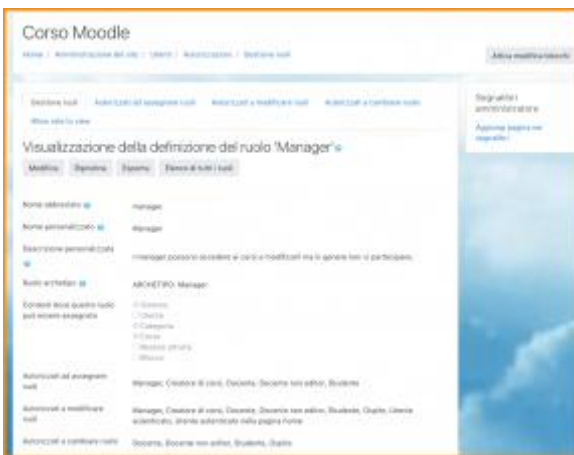 Corso Moodle
Home / Amministrazione del sito / Utenti / Autorizzazioni / Gestione ruoli
Attiva modifica blocchi
Gestione ruoli Autorizzati ad assegnare ruoli Autorizzati a modificare ruoli Autorizzati a cambiare ruolo
Allow role to view
Segnalibri
amministratore
Aggiungi pagina nei
segnalibri
Visualizzazione della definizione del ruolo 'Manager'
Modifica Ripristina Esporta Elenco di tutti i ruoli
Nome abbreviato manager
Nome personalizzato Manager
Descrizione personalizzata
I manager possono accedere ai corsi e modificarli ma in genere non vi partecipano.
Ruolo archetipo ARCHETIPO: Manager
Contesti dove questo ruolo
può essere assegnato
Sistema
Utente
Categoria
Corso
Modulo attività
Blocco
Autorizzati ad assegnare
ruoli
Manager, Creatore di corsi, Docente, Docente non editor, Studente
Autorizzati a modificare
ruoli
Manager, Creatore di corsi, Docente, Docente non editor, Studente, Ospite, Utente
autenticato, Utente autenticato nella pagina home
Autorizzati a cambiare ruolo Docente, Docente non editor, Studente, Ospite